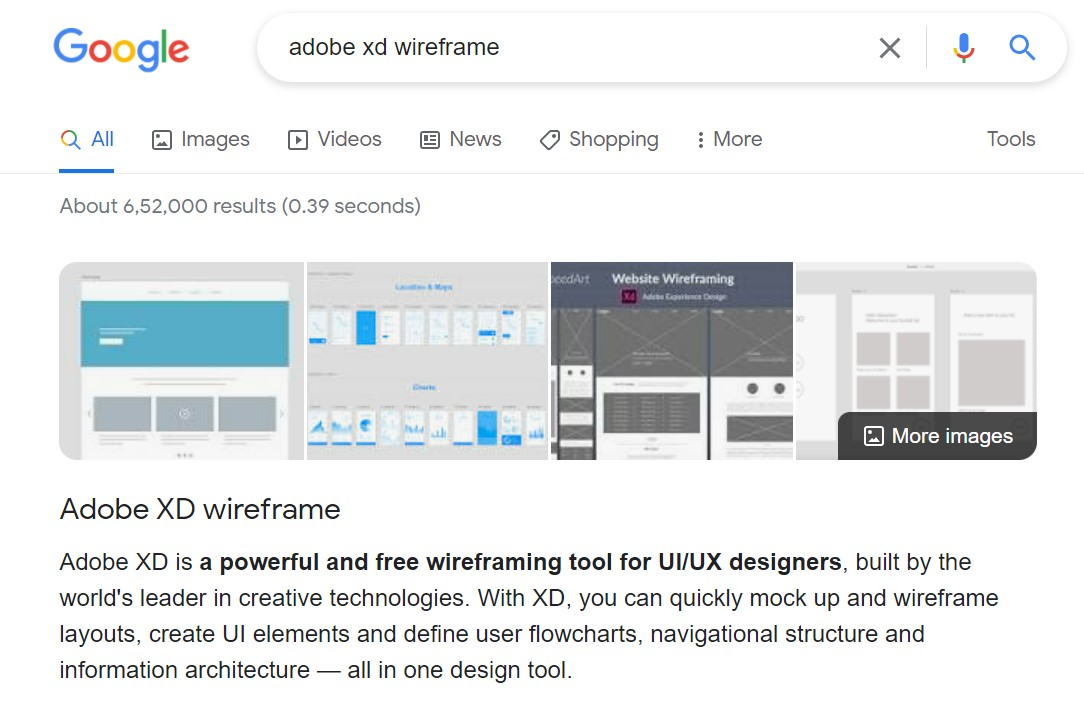 Google
adobe xd wireframe
All Images Videos News Shopping More Tools
About 6,52,000 results (0.39 seconds)
Location & Maps
Charts
Website Wireframing
Xd Adobe Experience Design
More images
Adobe XD wireframe
Adobe XD is a powerful and free wireframing tool for UI/UX designers, built by the
world's leader in creative technologies. With XD, you can quickly mock up and wireframe
layouts, create UI elements and define user flowcharts, navigational structure and
information architecture — all in one design tool.